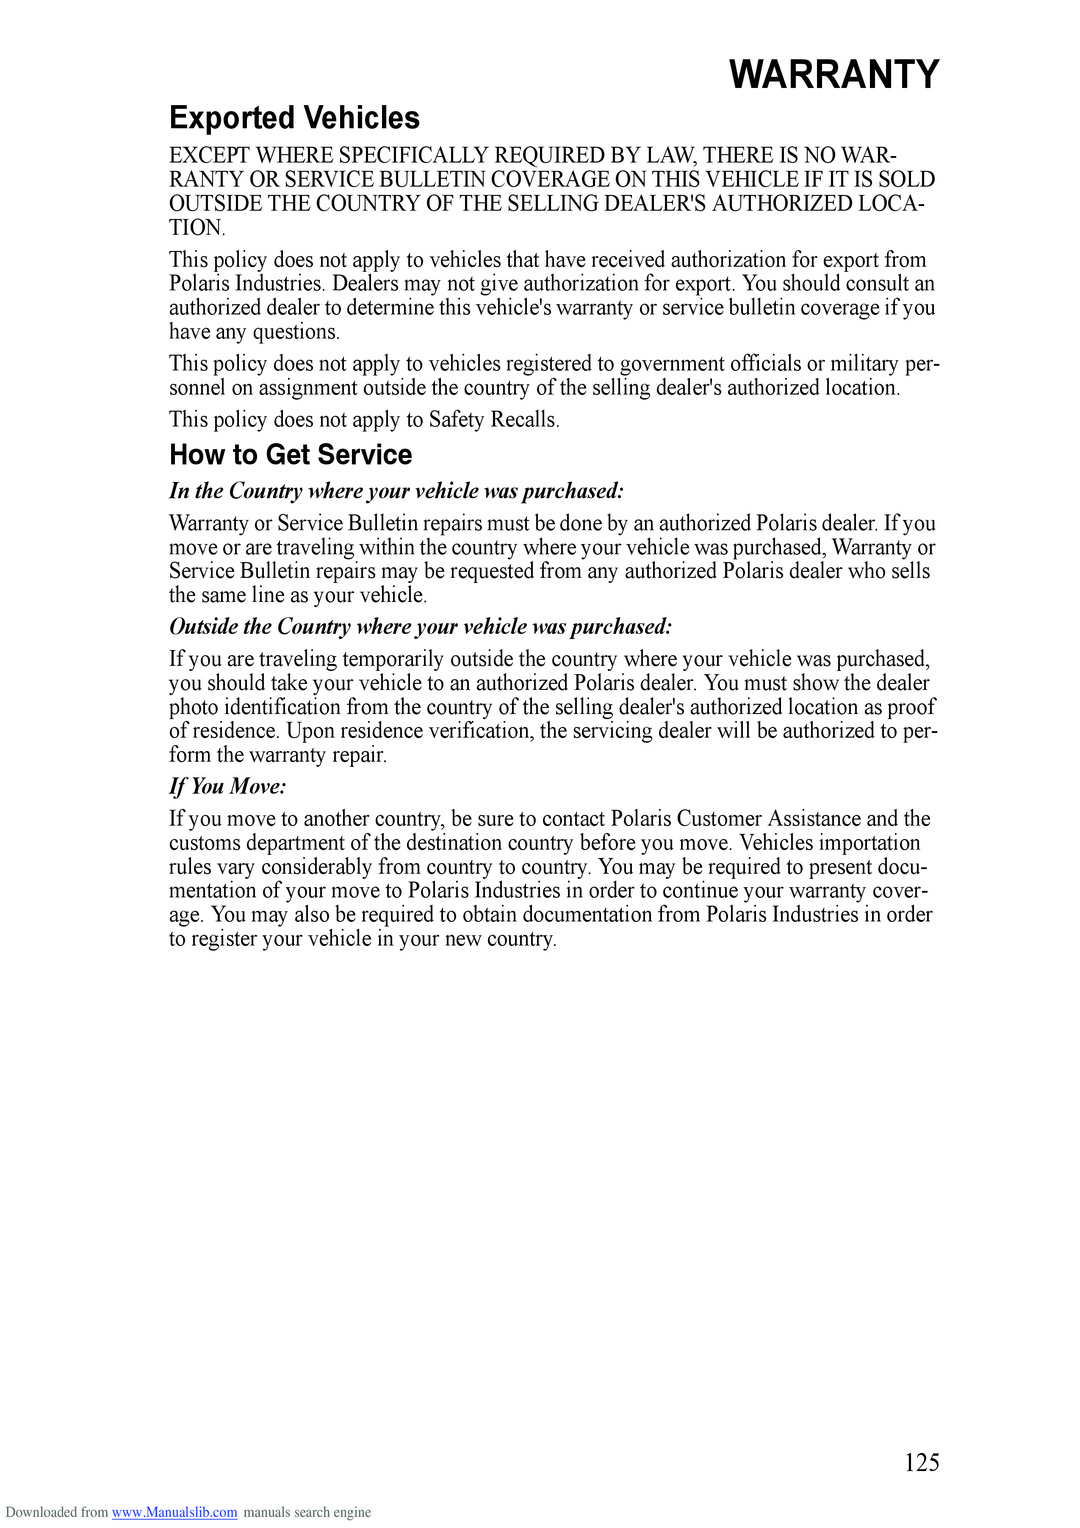 WARRANTY
Exported Vehicles
EXCEPT WHERE SPECIFICALLY REQUIRED BY LAW, THERE IS NO WAR-
RANTY OR SERVICE BULLETIN COVERAGE ON THIS VEHICLE IF IT IS SOLD
OUTSIDE THE COUNTRY OF THE SELLING DEALER'S AUTHORIZED LOCA-
TION.
This policy does not apply to vehicles that have received authorization for export from
Polaris Industries. Dealers may not give authorization for export. You should consult an
authorized dealer to determine this vehicle's warranty or service bulletin coverage if you
have any questions.
This policy does not apply to vehicles registered to government officials or military per-
sonnel on assignment outside the country of the selling dealer's authorized location.
This policy does not apply to Safety Recalls.
How to Get Service
In the Country where your vehicle was purchased:
Warranty or Service Bulletin repairs must be done by an authorized Polaris dealer. If you
move or are traveling within the country where your vehicle was purchased, Warranty or
Service Bulletin repairs may be requested from any authorized Polaris dealer who sells
the same line as your vehicle.
Outside the Country where your vehicle was purchased:
If you are traveling temporarily outside the country where your vehicle was purchased,
you should take your vehicle to an authorized Polaris dealer. You must show the dealer
photo identification from the country of the selling dealer's authorized location as proof
of residence. Upon residence verification, the servicing dealer will be authorized to per-
form the warranty repair.
If You Move:
If you move to another country, be sure to contact Polaris Customer Assistance and the
customs department of the destination country before you move. Vehicles importation
rules vary considerably from country to country. You may be required to present docu-
mentation of your move to Polaris Industries in order to continue your warranty cover-
age. You may also be required to obtain documentation from Polaris Industries in order
to register your vehicle in your new country.
125
Downloaded from www.Manualslib.com manuals search engine